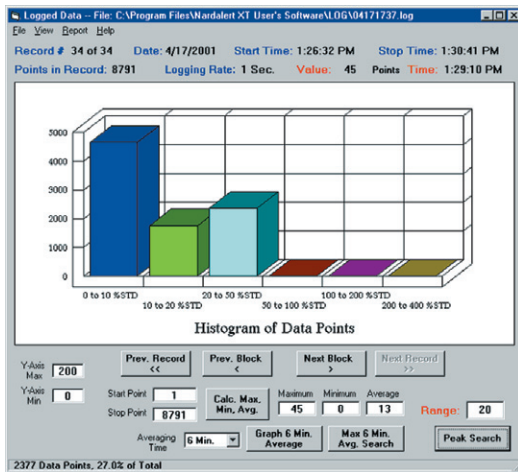 Logged Data -- File: C:\Program Files\Nardalert XT User's Software\LOG\04171737.log
File View Report Help
Record # 34 of 34 Date: 4/17/2001 Start Time: 1:26:32 PM Stop Time: 1:30:41 PM
Points in Record: 8791 Logging Rate: 1 Sec. Value: 45 Points Time: 1:29:10 PM
5000
4000
3000
2000
1000
0
0 to 10 %STD 20 to 50 %STD 100 to 200 %STD
10 to 20 %STD 50 to 100 %STD 200 to 400 %STD
Histogram of Data Points
Y-Axis Max 200
Prev. Record << Prev. Block < Next Block > Next Record >>
Y-Axis Min 0
Start Point 1
Stop Point 8791
Calc. Max, Min, Avg.
Maximum Minimum Average
45 0 13
Range: 20
Averaging Time 6 Min.
Graph 6 Min. Average
Max 6 Min. Avg. Search
Peak Search
2377 Data Points, 27.0% of Total